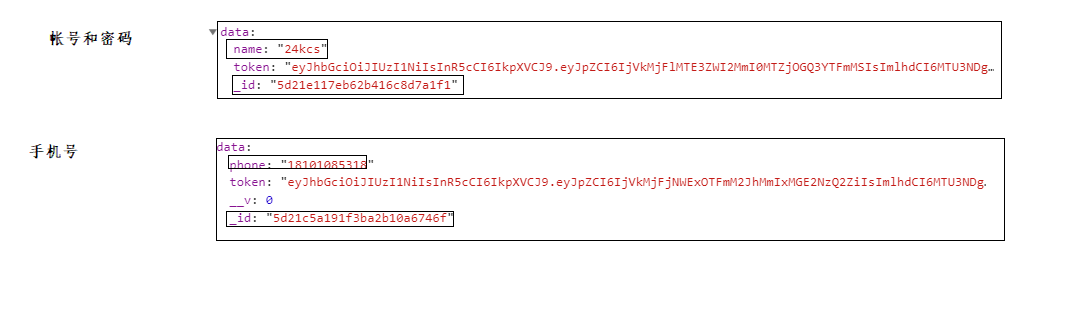 帐号和密码
data:
name: "24kcs"
token: "eyJhbGciOiJIUzI1NiIsInR5cCI6IkpXVCJ9.eyJpZCI6IjVkMjFlMTE3ZWI2MmI0MTZjOGQ3YTFmMSIsImlhdCI6MTU3NDg…
_id: "5d21e117eb62b416c8d7a1f1"
手机号
data:
phone: "18101085318"
token: "eyJhbGciOiJIUzI1NiIsInR5cCI6IkpXVCJ9.eyJpZCI6IjVkMjFjNWExOTFmM2JhMmIxMGE2NzQ2ZiIsImlhdCI6MTU3NDg.
__v: 0
_id: "5d21c5a191f3ba2b10a6746f"